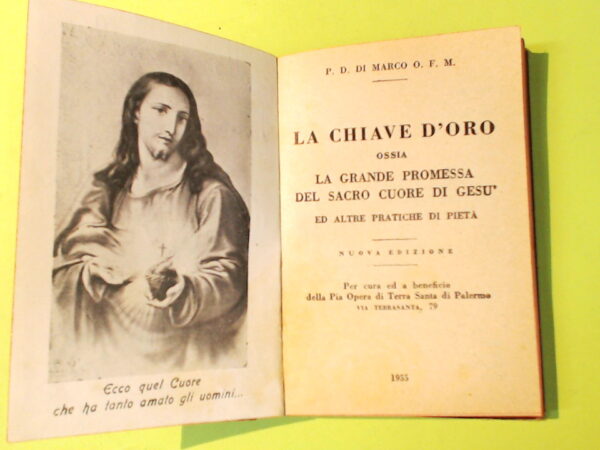 Ecco quel Cuore
che ha tanto amato gli uomini...
P. D. DI MARCO O. F. M.
LA CHIAVE D'ORO
OSSIA
LA GRANDE PROMESSA
DEL SACRO CUORE DI GESU'
ED ALTRE PRATICHE DI PIETÀ
NUOVA EDIZIONE
Per cura ed a beneficio
della Pia Opera di Terra Santa di Palermo
VIA TERRASANTA, 79
1955